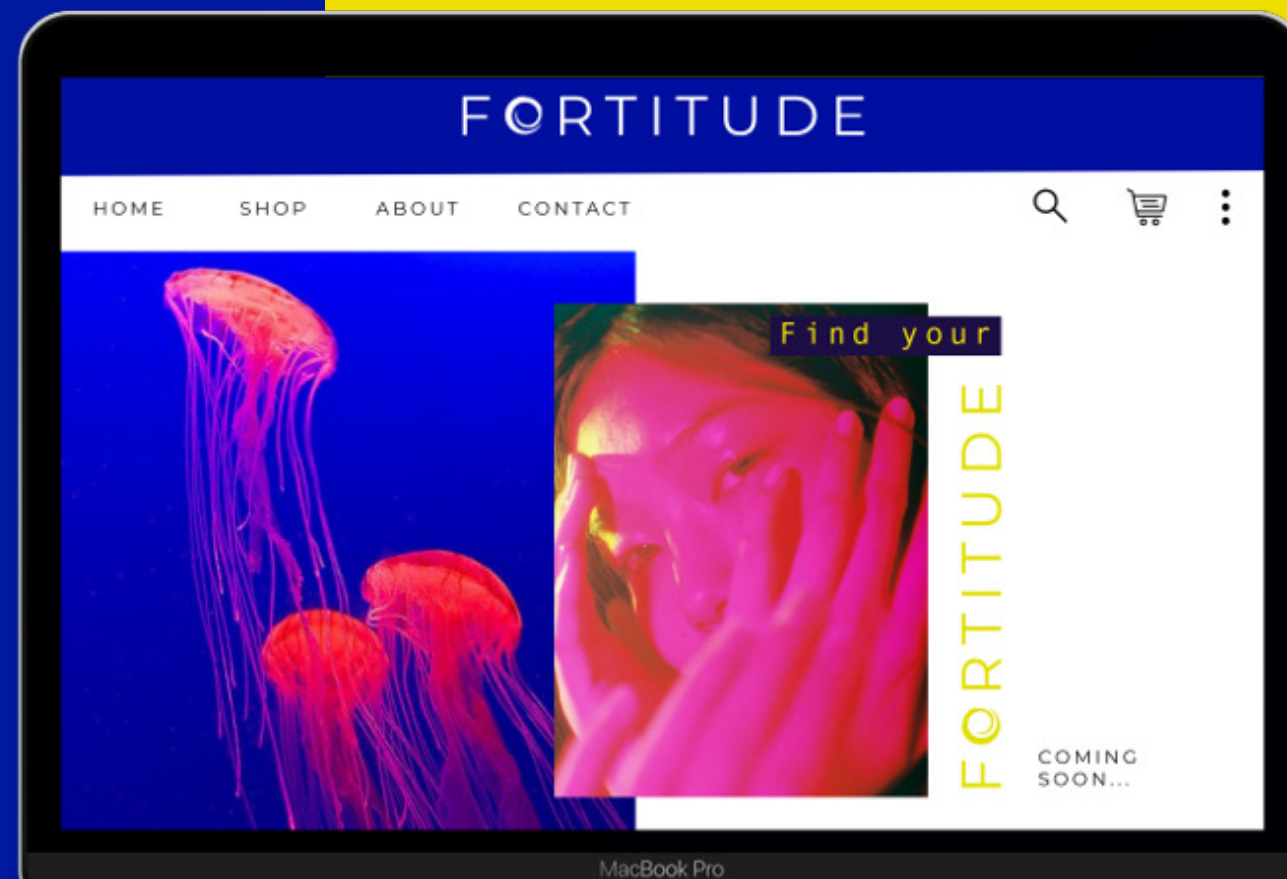 FORTITUDE
HOME SHOP ABOUT CONTACT
Find your
FORTITUDE
COMING
SOON...
MacBook Pro